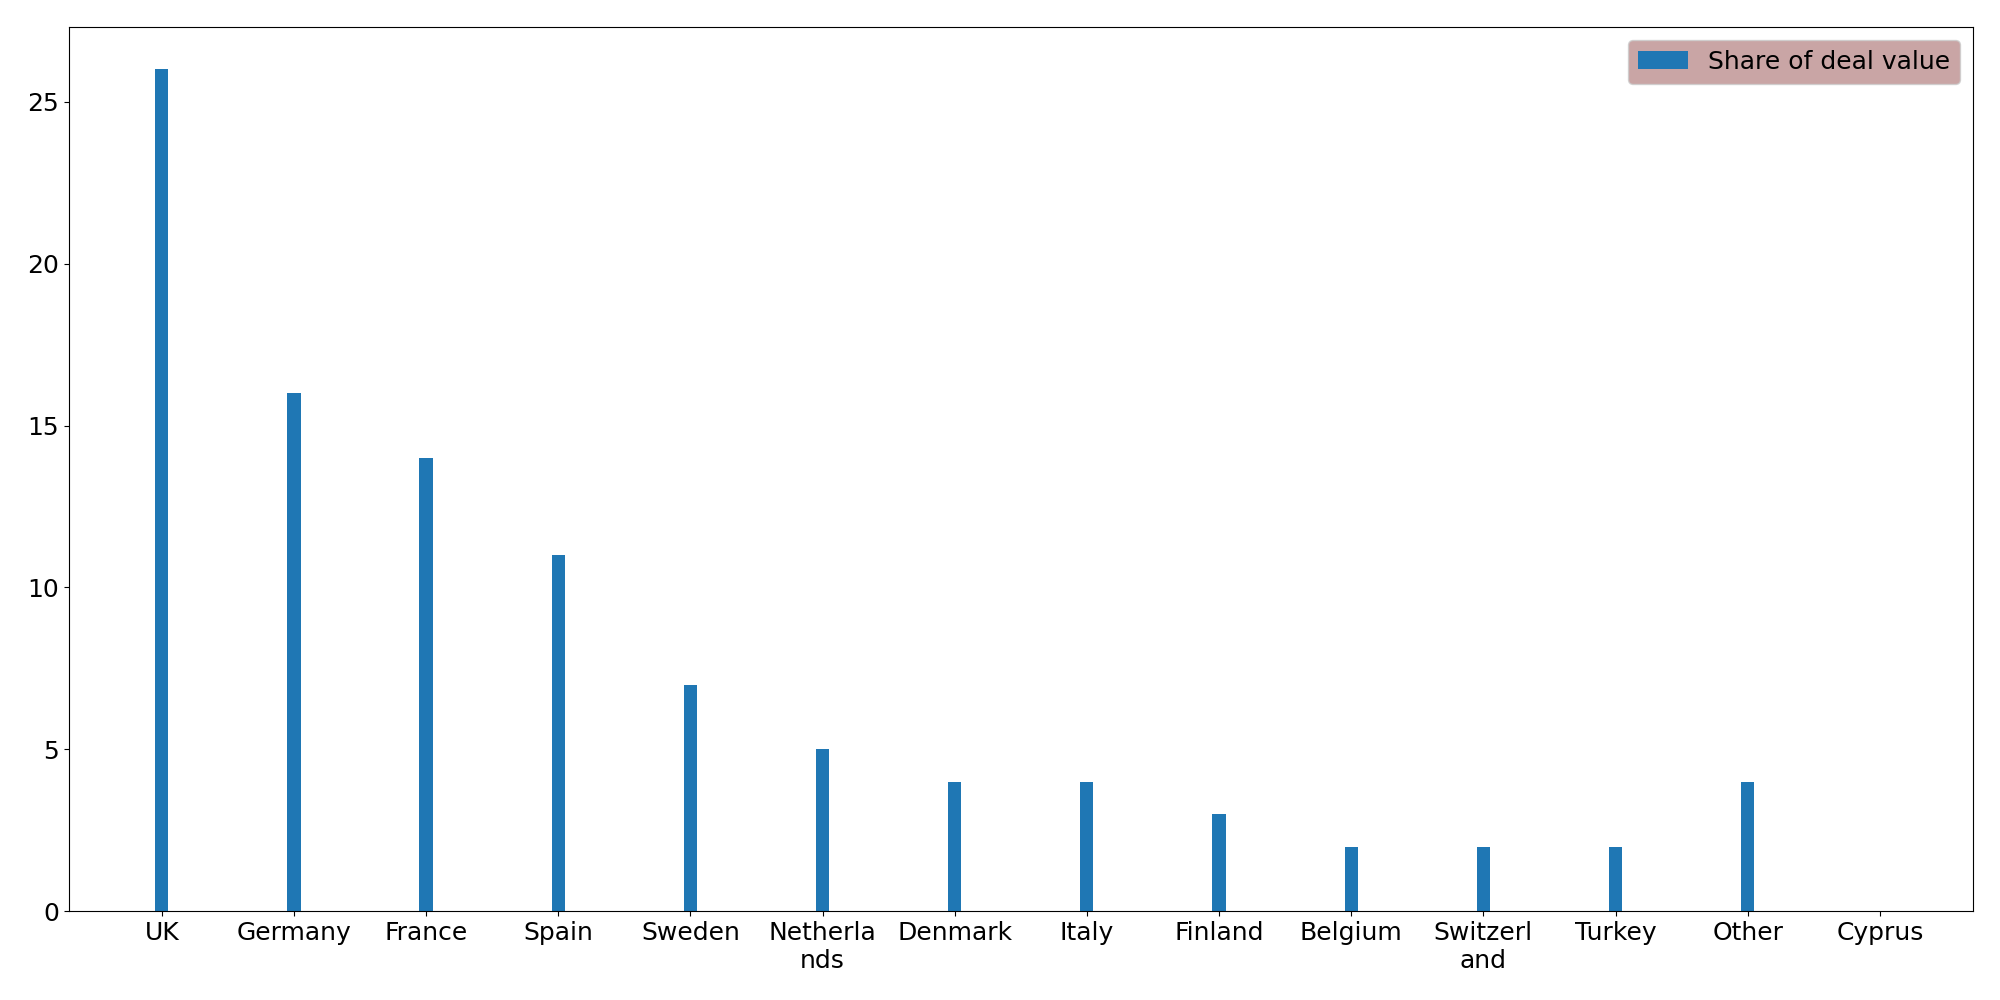 Share of deal value
25
20
15
10
5
0
UK Germany France Spain Sweden Netherla Denmark Italy Finland Belgium Switzerl Turkey Other Cyprus
nds and